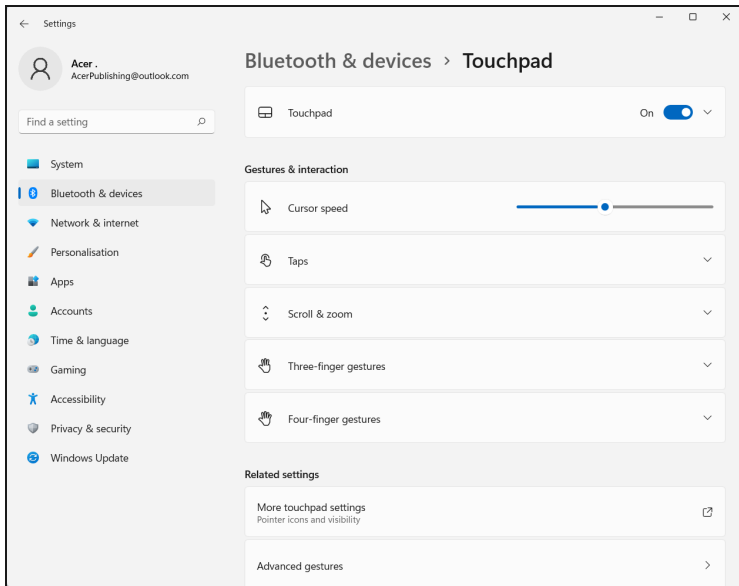 Settings
Acer .
AcerPublishing@outlook.com
Find a setting
System
Bluetooth & devices
Network & internet
Personalisation
Apps
Accounts
Time & language
Gaming
Accessibility
Privacy & security
Windows Update
Bluetooth & devices > Touchpad
Touchpad On
Gestures & interaction
Cursor speed
Taps
Scroll & zoom
Three-finger gestures
Four-finger gestures
Related settings
More touchpad settings
Pointer icons and visibility
Advanced gestures